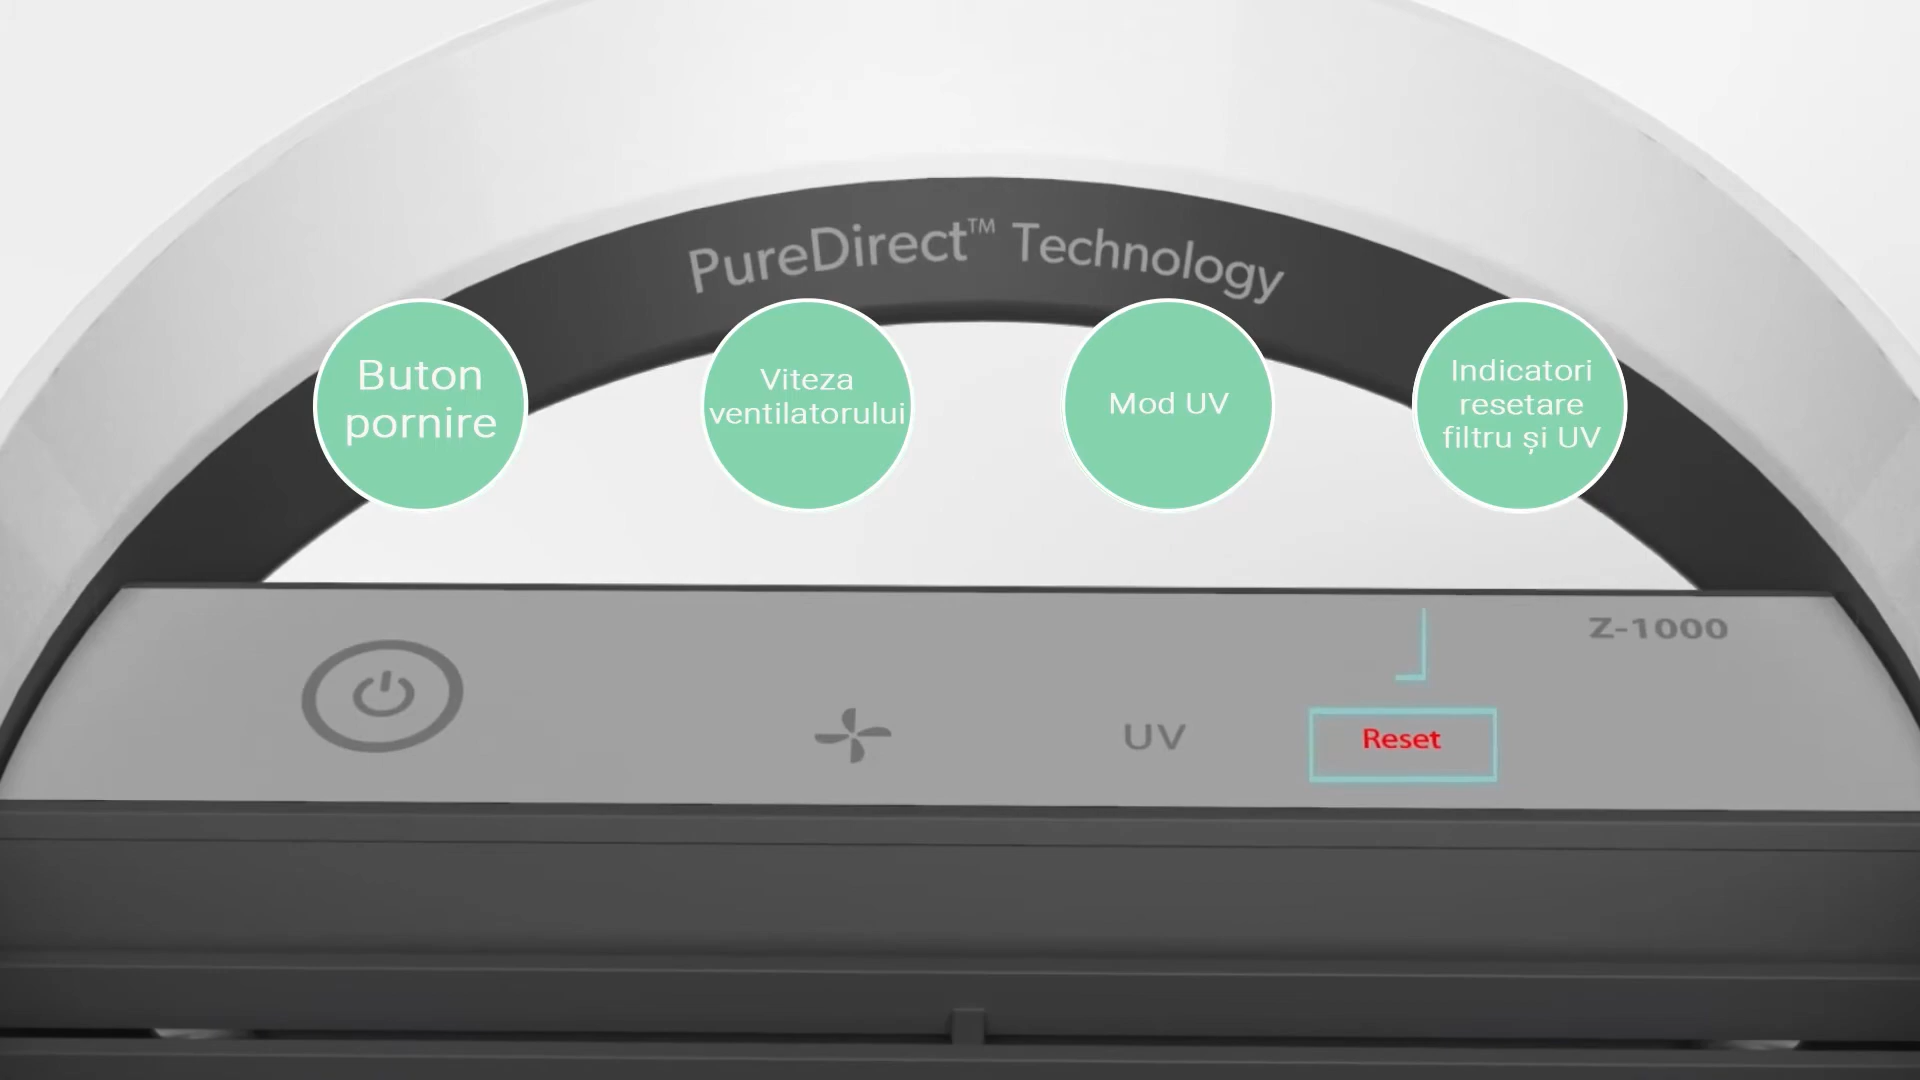 PureDirect™ Technology
Buton
pornire
Viteza
ventilatorului
Mod UV
Indicatori
resetare
filtru și UV
Z-1000
UV
Reset